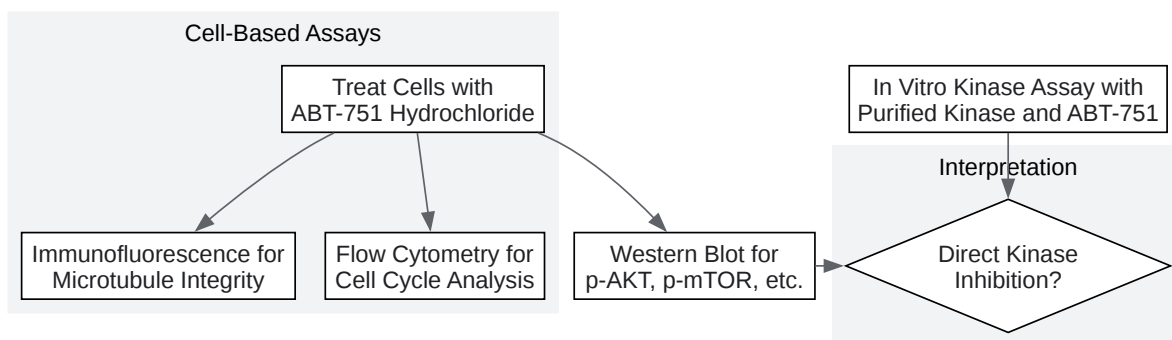 Cell-Based Assays
Treat Cells with
ABT-751 Hydrochloride
In Vitro Kinase Assay with
Purified Kinase and ABT-751
Interpretation
Immunofluorescence for
Microtubule Integrity
Flow Cytometry for
Cell Cycle Analysis
Western Blot for
p-AKT, p-mTOR, etc.
Direct Kinase
Inhibition?